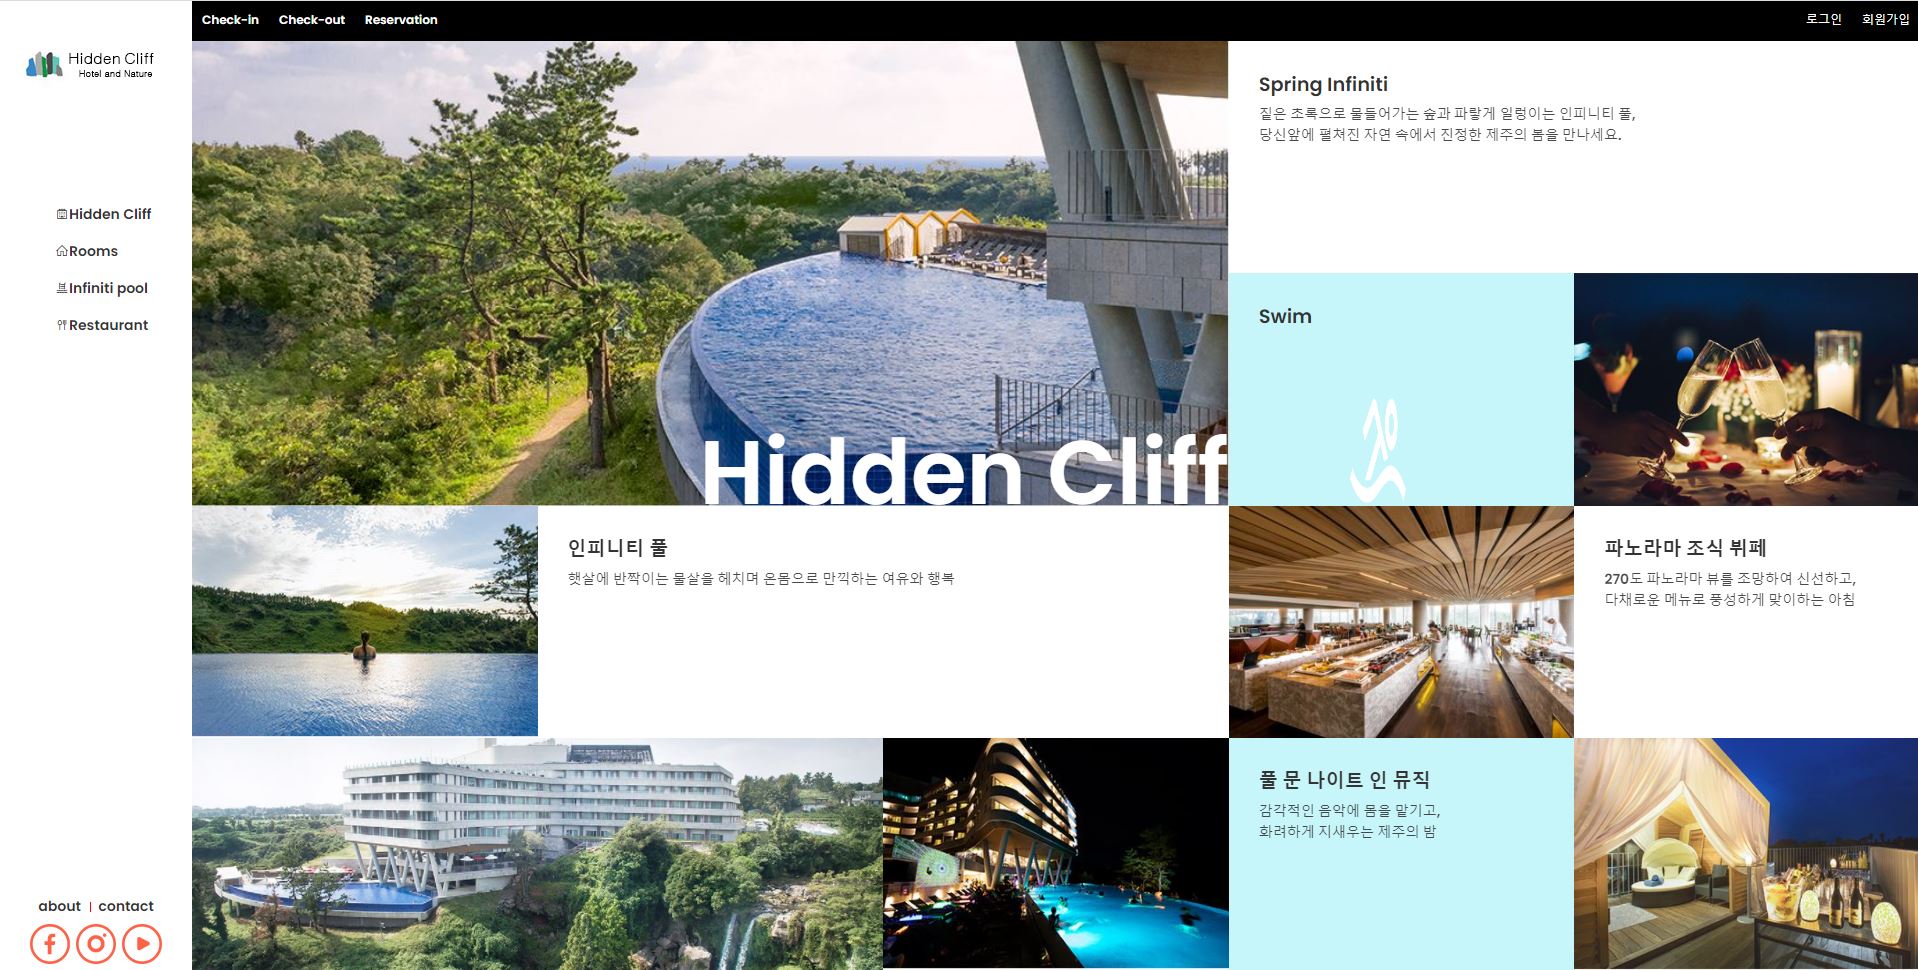 Check-in Check-out Reservation 로그인 회원가입
Hidden Cliff
Hotel and Nature
Hidden Cliff
Rooms
Infiniti pool
Restaurant
Spring Infiniti
짙은 초록으로 물들어가는 숲과 파랗게 일렁이는 인피니티 풀,
당신앞에 펼쳐진 자연 속에서 진정한 제주의 봄을 만나세요.
Swim
Hidden Cliff
인피니티 풀
햇살에 반짝이는 물살을 헤치며 온몸으로 만끽하는 여유와 행복
파노라마 조식 뷔페
270도 파노라마 뷰를 조망하여 신선하고,
다채로운 메뉴로 풍성하게 맞이하는 아침
풀 문 나이트 인 뮤직
감각적인 음악에 몸을 맡기고,
화려하게 지새우는 제주의 밤
about | contact